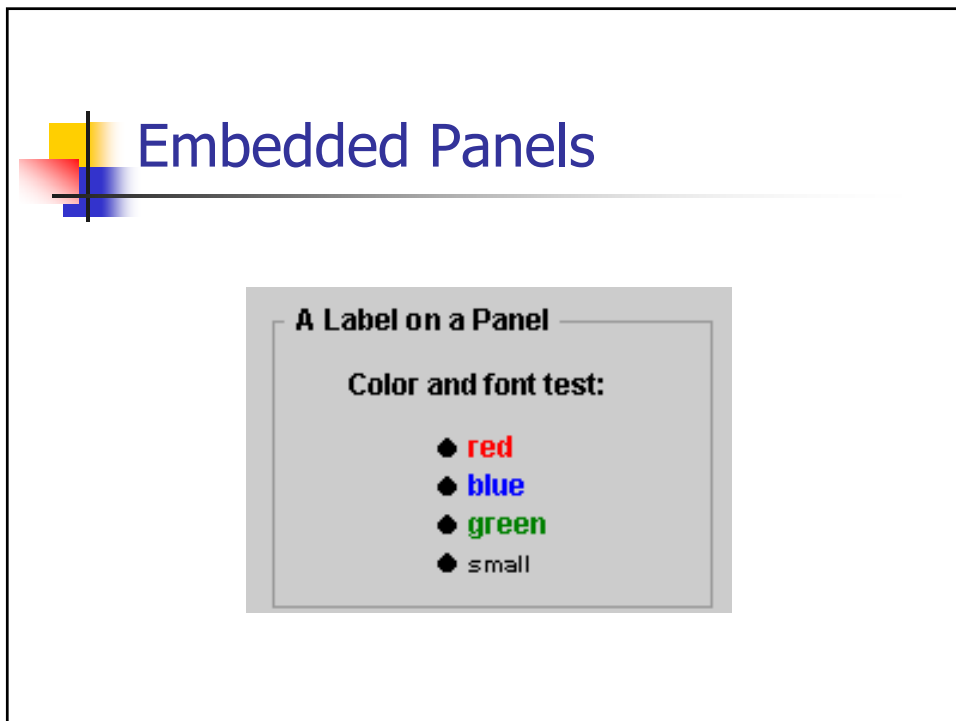 Embedded Panels
A Label on a Panel
Color and font test:
red
blue
green
small